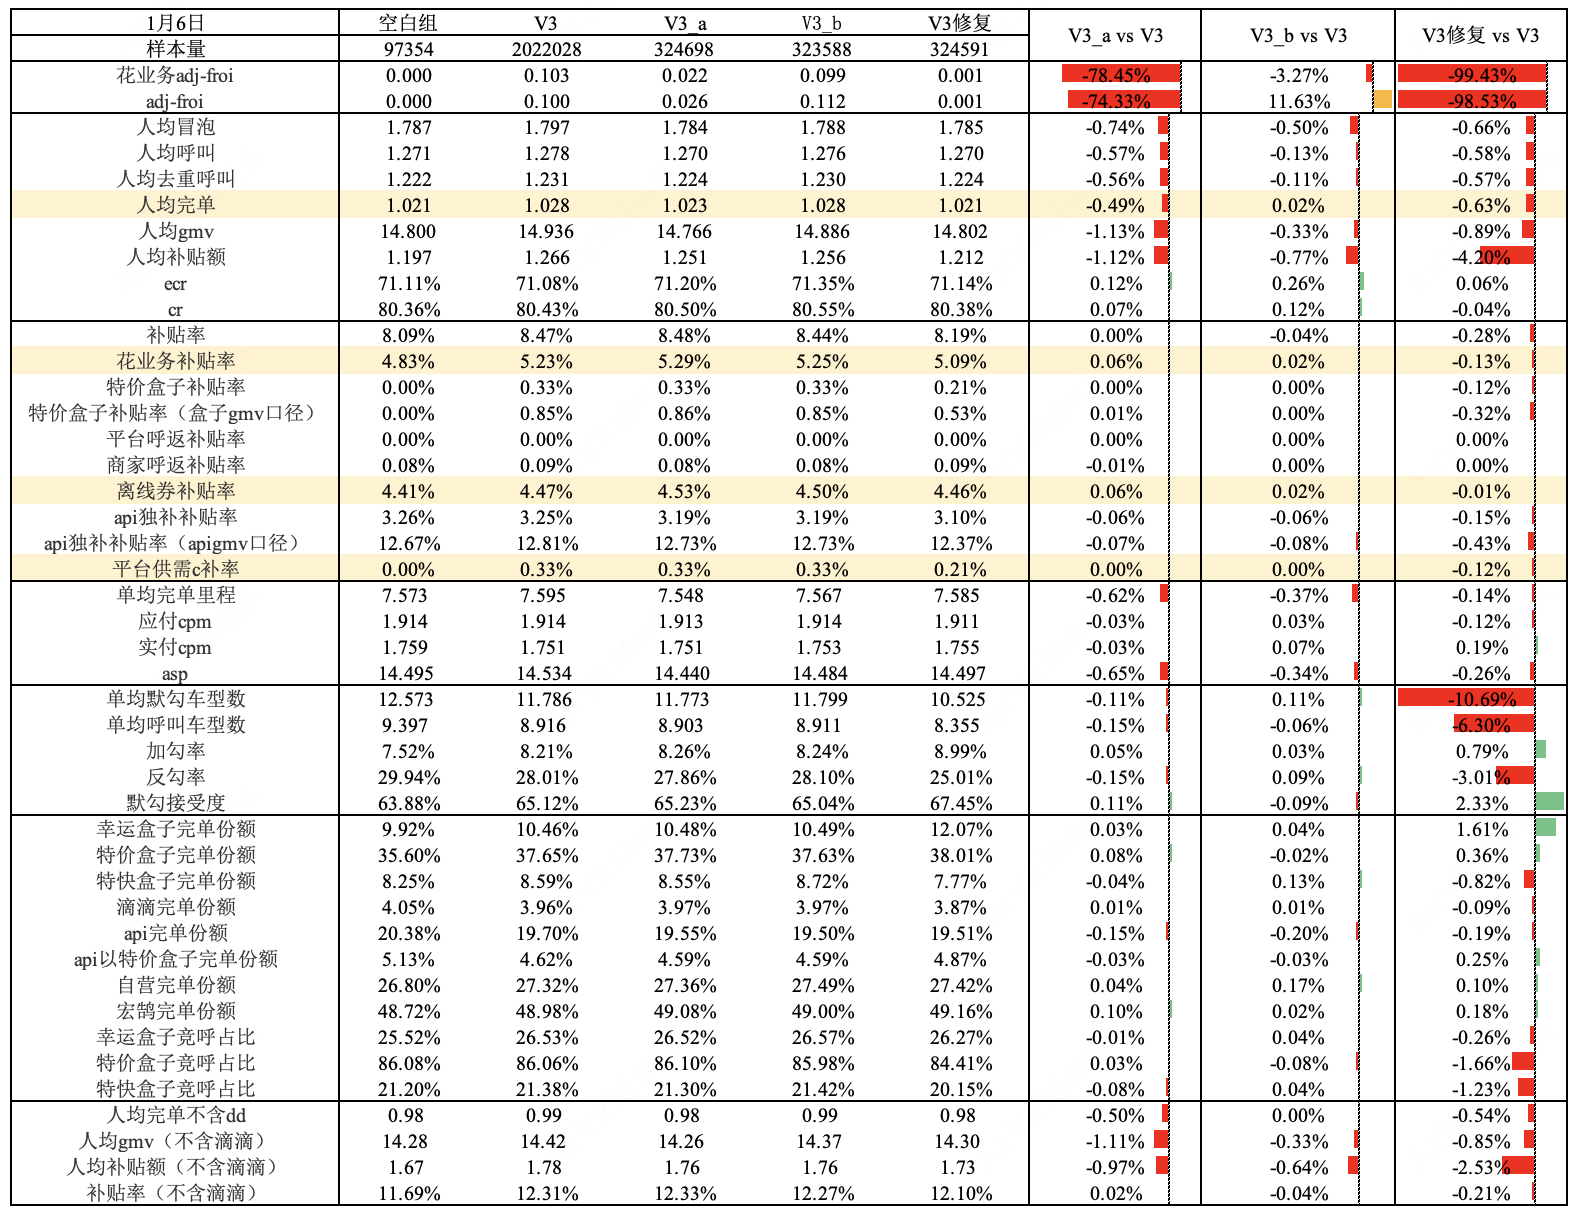 1月6日 空白组 V3 V3_a V3_b V3修复 V3_a vs V3 V3_b vs V3 V3修复 vs V3
样本量 97354 2022028 324698 323588 324591
花业务adj-froi 0.000 0.103 0.022 0.099 0.001 -78.45% -3.27% -99.43%
adj-froi 0.000 0.100 0.026 0.112 0.001 -74.33% 11.63% -98.53%
人均冒泡 1.787 1.797 1.784 1.788 1.785 -0.74% -0.50% -0.66%
人均呼叫 1.271 1.278 1.270 1.276 1.270 -0.57% -0.13% -0.58%
人均去重呼叫 1.222 1.231 1.224 1.230 1.224 -0.56% -0.11% -0.57%
人均完单 1.021 1.028 1.023 1.028 1.021 -0.49% 0.02% -0.63%
人均gmv 14.800 14.936 14.766 14.886 14.802 -1.13% -0.33% -0.89%
人均补贴额 1.197 1.266 1.251 1.256 1.212 -1.12% -0.77% -4.20%
ecr 71.11% 71.08% 71.20% 71.35% 71.14% 0.12% 0.26% 0.06%
cr 80.36% 80.43% 80.50% 80.55% 80.38% 0.07% 0.12% -0.04%
补贴率 8.09% 8.47% 8.48% 8.44% 8.19% 0.00% -0.04% -0.28%
花业务补贴率 4.83% 5.23% 5.29% 5.25% 5.09% 0.06% 0.02% -0.13%
特价盒子补贴率 0.00% 0.33% 0.33% 0.33% 0.21% 0.00% 0.00% -0.12%
特价盒子补贴率（盒子gmv口径） 0.00% 0.85% 0.86% 0.85% 0.53% 0.01% 0.00% -0.32%
平台呼返补贴率 0.00% 0.00% 0.00% 0.00% 0.00% 0.00% 0.00% 0.00%
商家呼返补贴率 0.08% 0.09% 0.08% 0.08% 0.09% -0.01% 0.00% 0.00%
离线券补贴率 4.41% 4.47% 4.53% 4.50% 4.46% 0.06% 0.02% -0.01%
api独补补贴率 3.26% 3.25% 3.19% 3.19% 3.10% -0.06% -0.06% -0.15%
api独补补贴率（apigmv口径） 12.67% 12.81% 12.73% 12.73% 12.37% -0.07% -0.08% -0.43%
平台供需c补率 0.00% 0.33% 0.33% 0.33% 0.21% 0.00% 0.00% -0.12%
单均完单里程 7.573 7.595 7.548 7.567 7.585 -0.62% -0.37% -0.14%
应付cpm 1.914 1.914 1.913 1.914 1.911 -0.03% 0.03% -0.12%
实付cpm 1.759 1.751 1.751 1.753 1.755 -0.03% 0.07% 0.19%
asp 14.495 14.534 14.440 14.484 14.497 -0.65% -0.34% -0.26%
单均默勾车型数 12.573 11.786 11.773 11.799 10.525 -0.11% 0.11% -10.69%
单均呼叫车型数 9.397 8.916 8.903 8.911 8.355 -0.15% -0.06% -6.30%
加勾率 7.52% 8.21% 8.26% 8.24% 8.99% 0.05% 0.03% 0.79%
反勾率 29.94% 28.01% 27.86% 28.10% 25.01% -0.15% 0.09% -3.01%
默勾接受度 63.88% 65.12% 65.23% 65.04% 67.45% 0.11% -0.09% 2.33%
幸运盒子完单份额 9.92% 10.46% 10.48% 10.49% 12.07% 0.03% 0.04% 1.61%
特价盒子完单份额 35.60% 37.65% 37.73% 37.63% 38.01% 0.08% -0.02% 0.36%
特快盒子完单份额 8.25% 8.59% 8.55% 8.72% 7.77% -0.04% 0.13% -0.82%
滴滴完单份额 4.05% 3.96% 3.97% 3.97% 3.87% 0.01% 0.01% -0.09%
api完单份额 20.38% 19.70% 19.55% 19.50% 19.51% -0.15% -0.20% -0.19%
api以特价盒子完单份额 5.13% 4.62% 4.59% 4.59% 4.87% -0.03% -0.03% 0.25%
自营完单份额 26.80% 27.32% 27.36% 27.49% 27.42% 0.04% 0.17% 0.10%
宏鹄完单份额 48.72% 48.98% 49.08% 49.00% 49.16% 0.10% 0.02% 0.18%
幸运盒子竞呼占比 25.52% 26.53% 26.52% 26.57% 26.27% -0.01% 0.04% -0.26%
特价盒子竞呼占比 86.08% 86.06% 86.10% 85.98% 84.41% 0.03% -0.08% -1.66%
特快盒子竞呼占比 21.20% 21.38% 21.30% 21.42% 20.15% -0.08% 0.04% -1.23%
人均完单不含dd 0.98 0.99 0.98 0.99 0.98 -0.50% 0.00% -0.54%
人均gmv（不含滴滴） 14.28 14.42 14.26 14.37 14.30 -1.11% -0.33% -0.85%
人均补贴额（不含滴滴） 1.67 1.78 1.76 1.76 1.73 -0.97% -0.64% -2.53%
补贴率（不含滴滴） 11.69% 12.31% 12.33% 12.27% 12.10% 0.02% -0.04% -0.21%